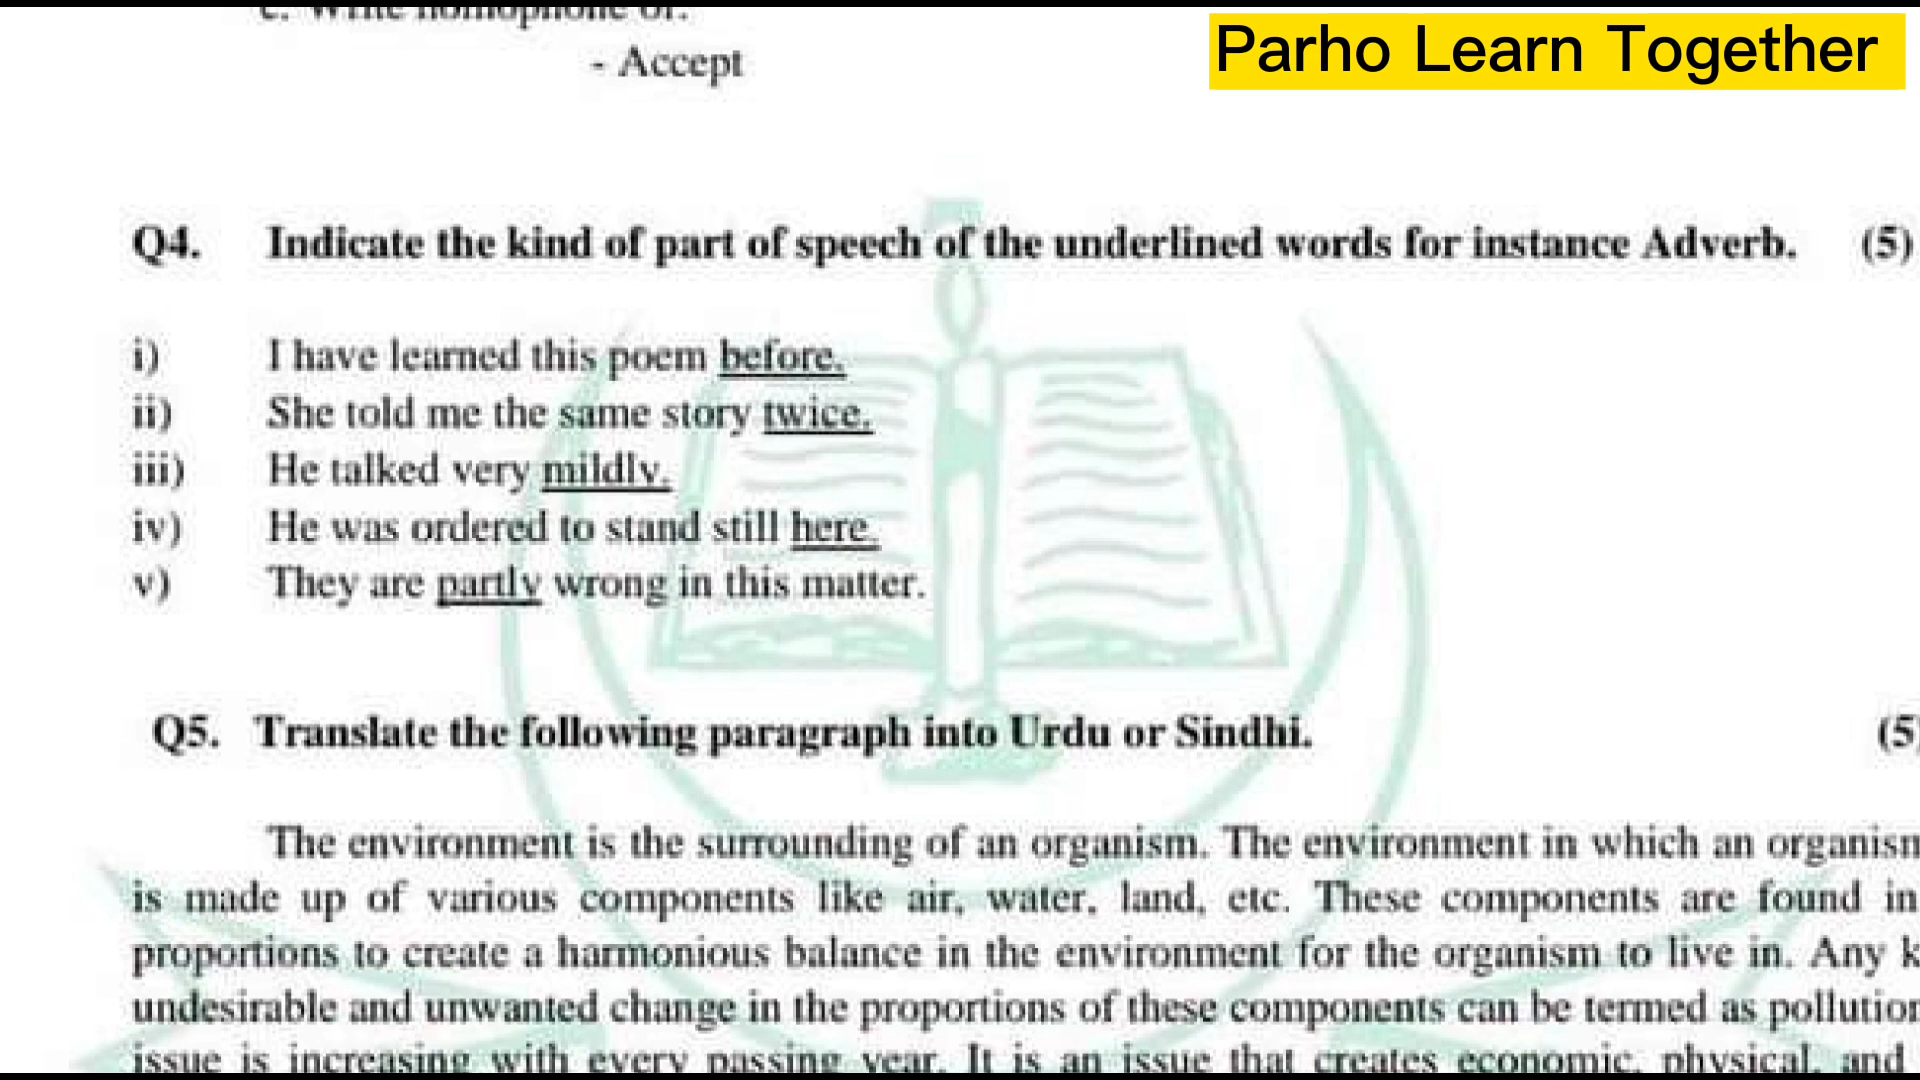 c. Write homophone of:
Parho Learn Together
- Accept
Q4. Indicate the kind of part of speech of the underlined words for instance Adverb. (5)
i) I have learned this poem before.
ii) She told me the same story twice.
iii) He talked very mildly.
iv) He was ordered to stand still here.
v) They are partly wrong in this matter.
Q5. Translate the following paragraph into Urdu or Sindhi. (5)
The environment is the surrounding of an organism. The environment in which an organism
is made up of various components like air, water, land, etc. These components are found in
proportions to create a harmonious balance in the environment for the organism to live in. Any
undesirable and unwanted change in the proportions of these components can be termed as pollution
issue is increasing with every passing year. It is an issue that creates economic, physical, and